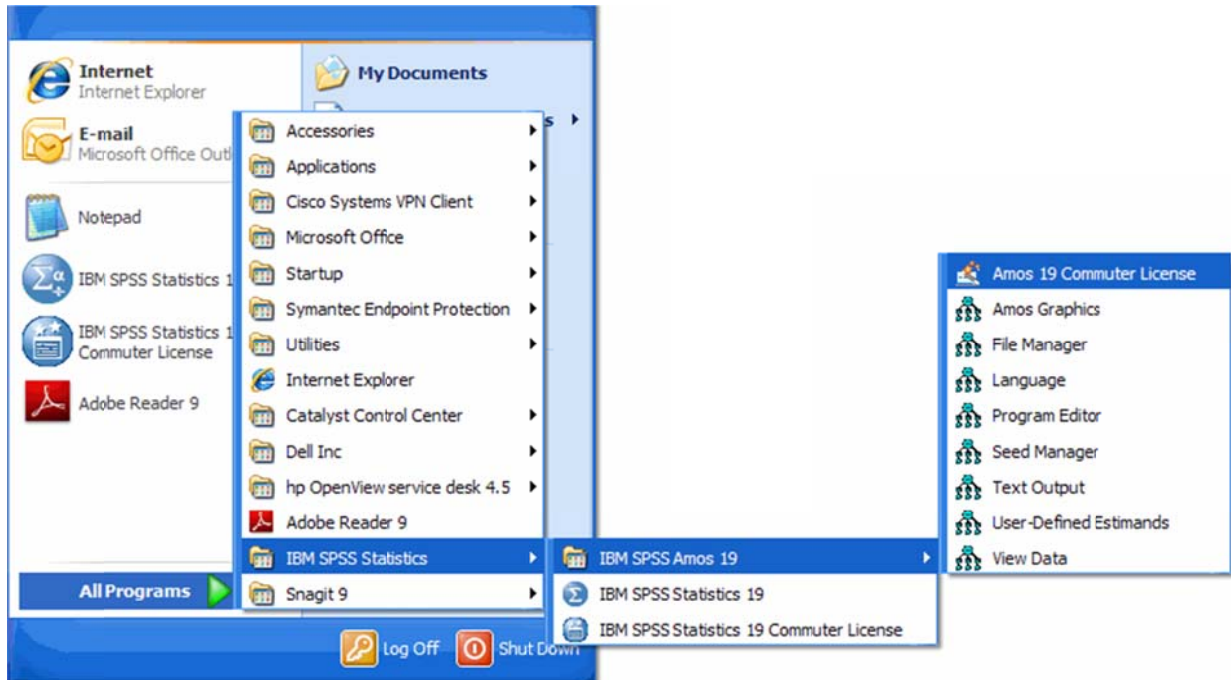 Internet
Internet Explorer
E-mail
Microsoft Office Outl
Notepad
IBM SPSS Statistics 1
IBM SPSS Statistics 1
Commuter License
Adobe Reader 9
All Programs
My Documents
s
Accessories
Applications
Cisco Systems VPN Client
Microsoft Office
Startup
Symantec Endpoint Protection
Utilities
Internet Explorer
Catalyst Control Center
Dell Inc
hp OpenView service desk 4.5
Adobe Reader 9
IBM SPSS Statistics
Snagit 9
IBM SPSS Amos 19
IBM SPSS Statistics 19
IBM SPSS Statistics 19 Commuter License
Amos 19 Commuter License
Amos Graphics
File Manager
Language
Program Editor
Seed Manager
Text Output
User-Defined Estimands
View Data
Log Off
Shut Down